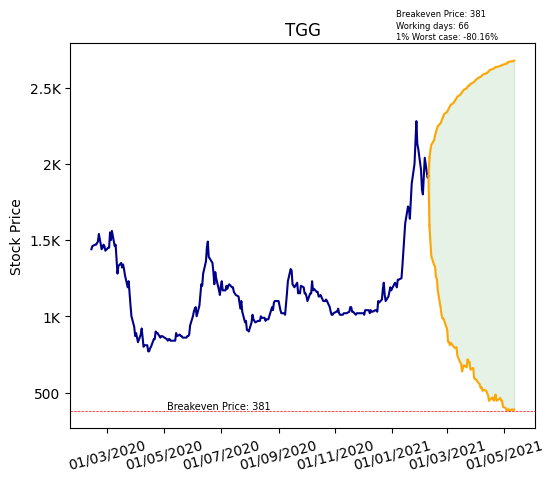 Breakeven Price: 381
Working days: 66
1% Worst case: -80.16%
TGG
Stock Price
2.5K
2K
1.5K
1K
500
Breakeven Price: 381
01/03/2020
01/05/2020
01/07/2020
01/09/2020
01/11/2020
01/01/2021
01/03/2021
01/05/2021